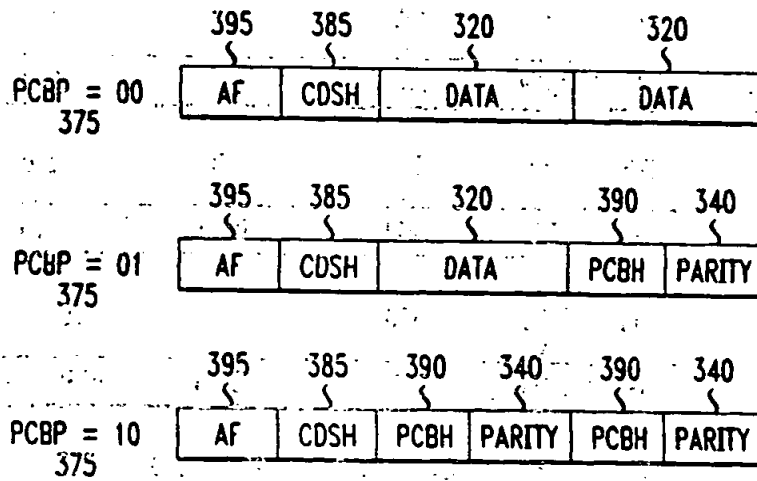 395 385 320 320
PCBP = 00 AF CDSH DATA DATA
375
395 385 320 390 340
PCBP = 01 AF CDSH DATA PCBH PARITY
375
395 385 390 340 390 340
PCBP = 10 AF CDSH PCBH PARITY PCBH PARITY
375